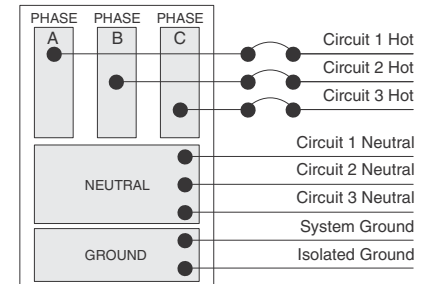 PHASE PHASE PHASE
A B C
Circuit 1 Hot
Circuit 2 Hot
Circuit 3 Hot
Circuit 1 Neutral
Circuit 2 Neutral
NEUTRAL
Circuit 3 Neutral
System Ground
GROUND
Isolated Ground